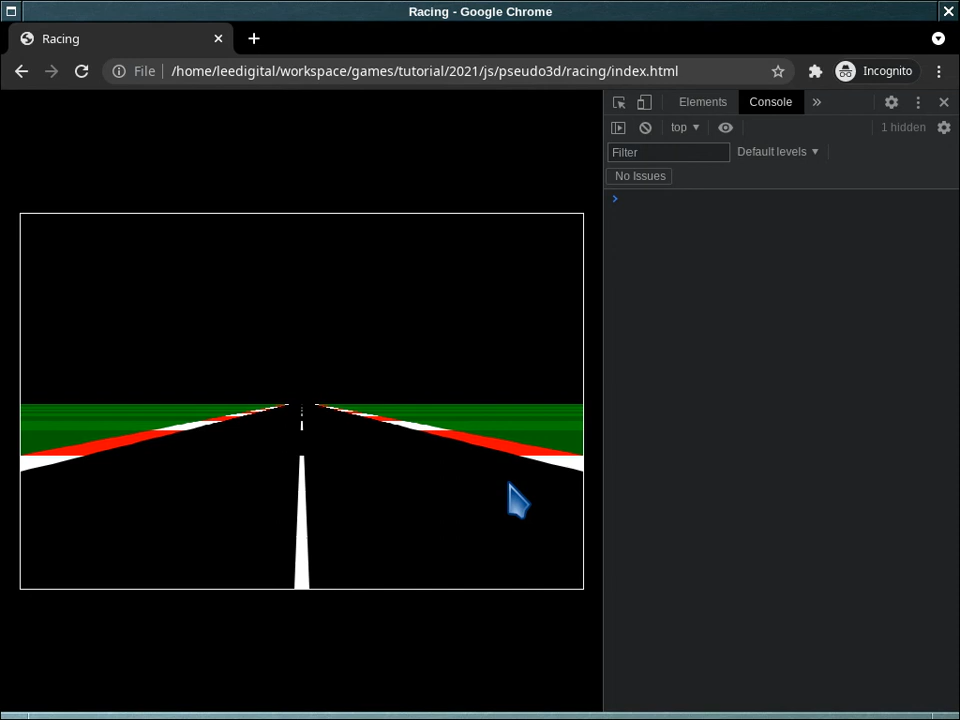 Racing - Google Chrome
Racing
File /home/leedigital/workspace/games/tutorial/2021/js/pseudo3d/racing/index.html Incognito
Elements Console
top 1 hidden
Filter Default levels
No Issues